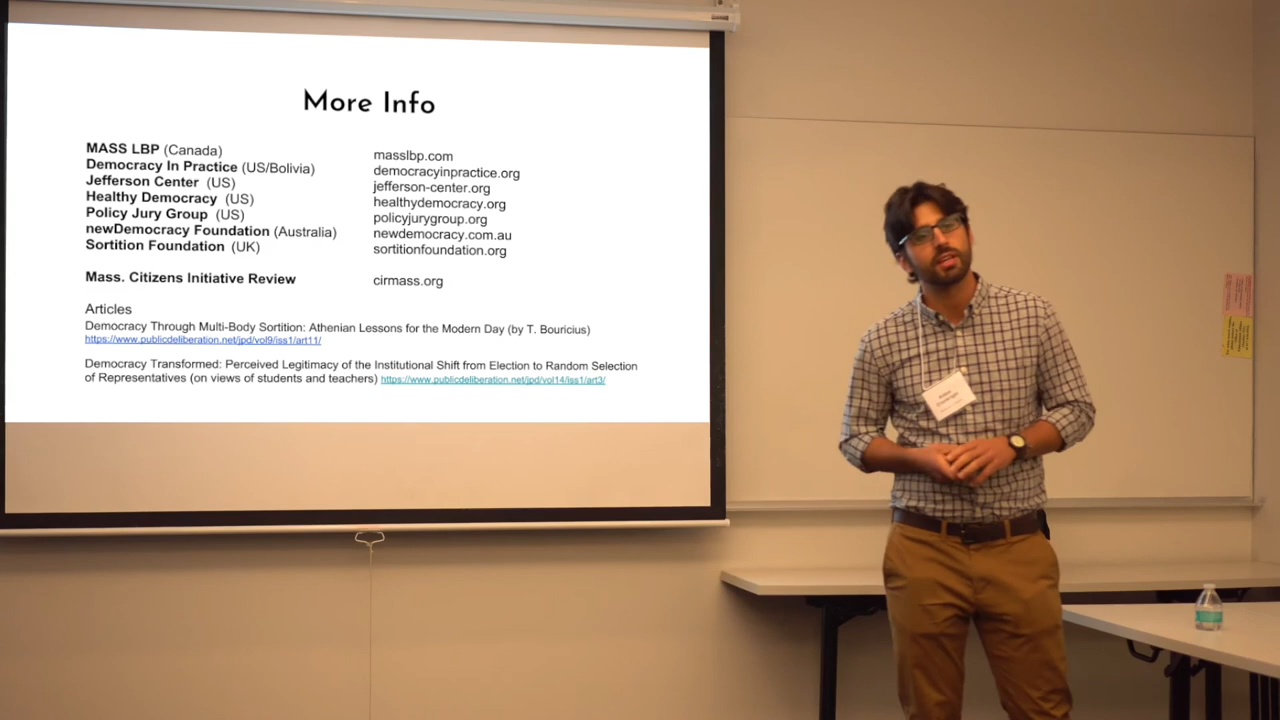 More Info
MASS LBP (Canada) masslbp.com
Democracy In Practice (US/Bolivia) democracyinpractice.org
Jefferson Center (US) jefferson-center.org
Healthy Democracy (US) healthydemocracy.org
Policy Jury Group (US) policyjurygroup.org
newDemocracy Foundation (Australia) newdemocracy.com.au
Sortition Foundation (UK) sortitionfoundation.org
Mass. Citizens Initiative Review cirmass.org
Articles
Democracy Through Multi-Body Sortition: Athenian Lessons for the Modern Day (by T. Bouricius)
https://www.publicdeliberation.net/jpd/vol9/iss1/art11/
Democracy Transformed: Perceived Legitimacy of the Institutional Shift from Election to Random Selection
of Representatives (on views of students and teachers) https://www.publicdeliberation.net/jpd/vol14/iss1/art3/